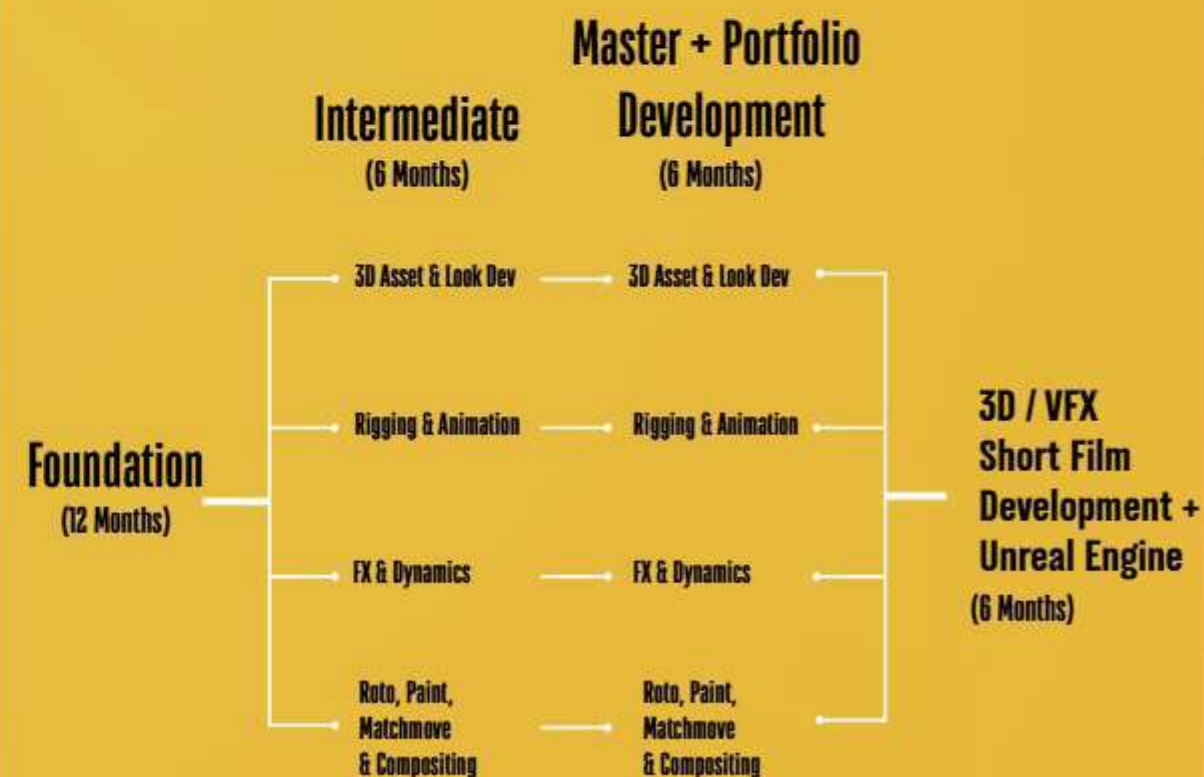 Master + Portfolio
Development
(6 Months)
Intermediate
(6 Months)
3D Asset & Look Dev
3D Asset & Look Dev
Rigging & Animation
Rigging & Animation
Foundation
(12 Months)
3D / VFX
Short Film
Development +
Unreal Engine
(6 Months)
FX & Dynamics
FX & Dynamics
Roto, Paint,
Matchmove
& Compositing
Roto, Paint,
Matchmove
& Compositing